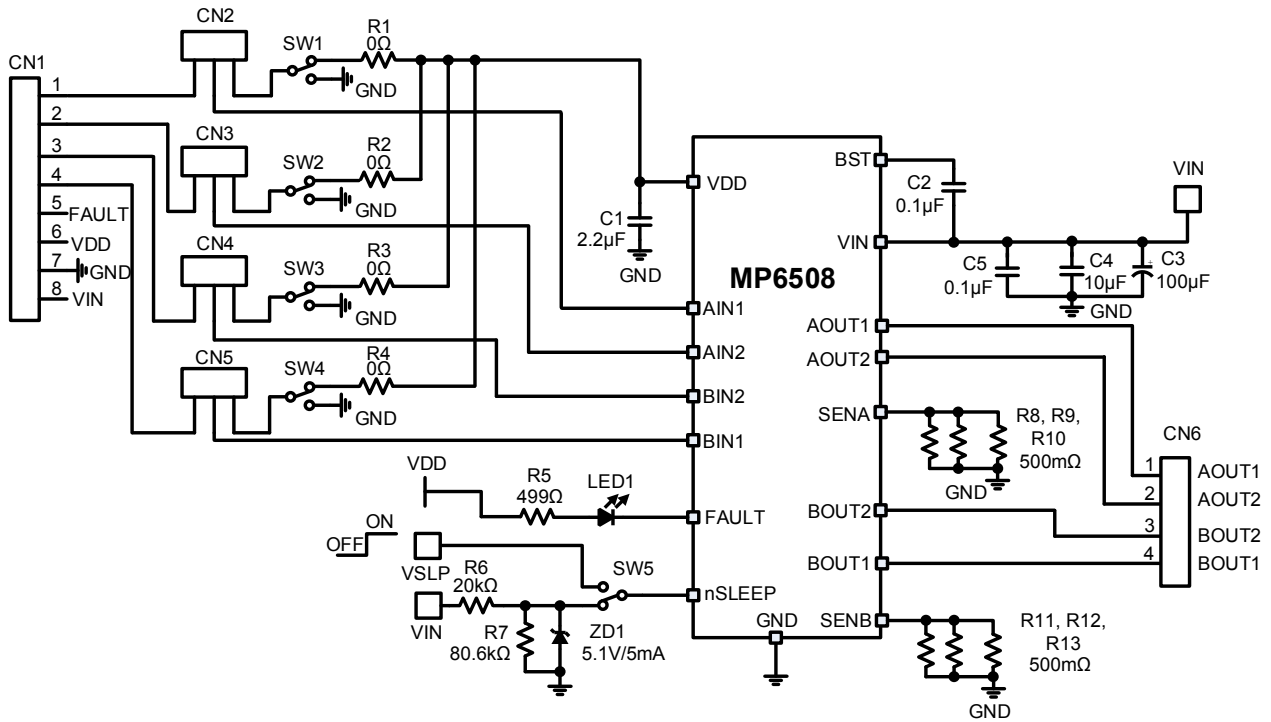 CN1
1
2
3
4
5
FAULT
6
VDD
7
GND
8
VIN
CN2
SW1
R1
0Ω
GND
CN3
SW2
R2
0Ω
GND
CN4
SW3
R3
0Ω
GND
CN5
SW4
R4
0Ω
GND
C1
2.2µF
GND
VDD
R5
499Ω
LED1
ON
OFF
VSLP
VIN
R6
20kΩ
R7
80.6kΩ
ZD1
5.1V/5mA
SW5
MP6508
VDD
AIN1
AIN2
BIN2
BIN1
FAULT
nSLEEP
GND
BST
VIN
AOUT1
AOUT2
SENA
BOUT2
BOUT1
SENB
C2
0.1µF
VIN
C5
0.1µF
C4
10µF
C3
+
100µF
GND
R8, R9,
R10
500mΩ
GND
CN6
1
AOUT1
2
AOUT2
3
BOUT2
4
BOUT1
R11, R12,
R13
500mΩ
GND